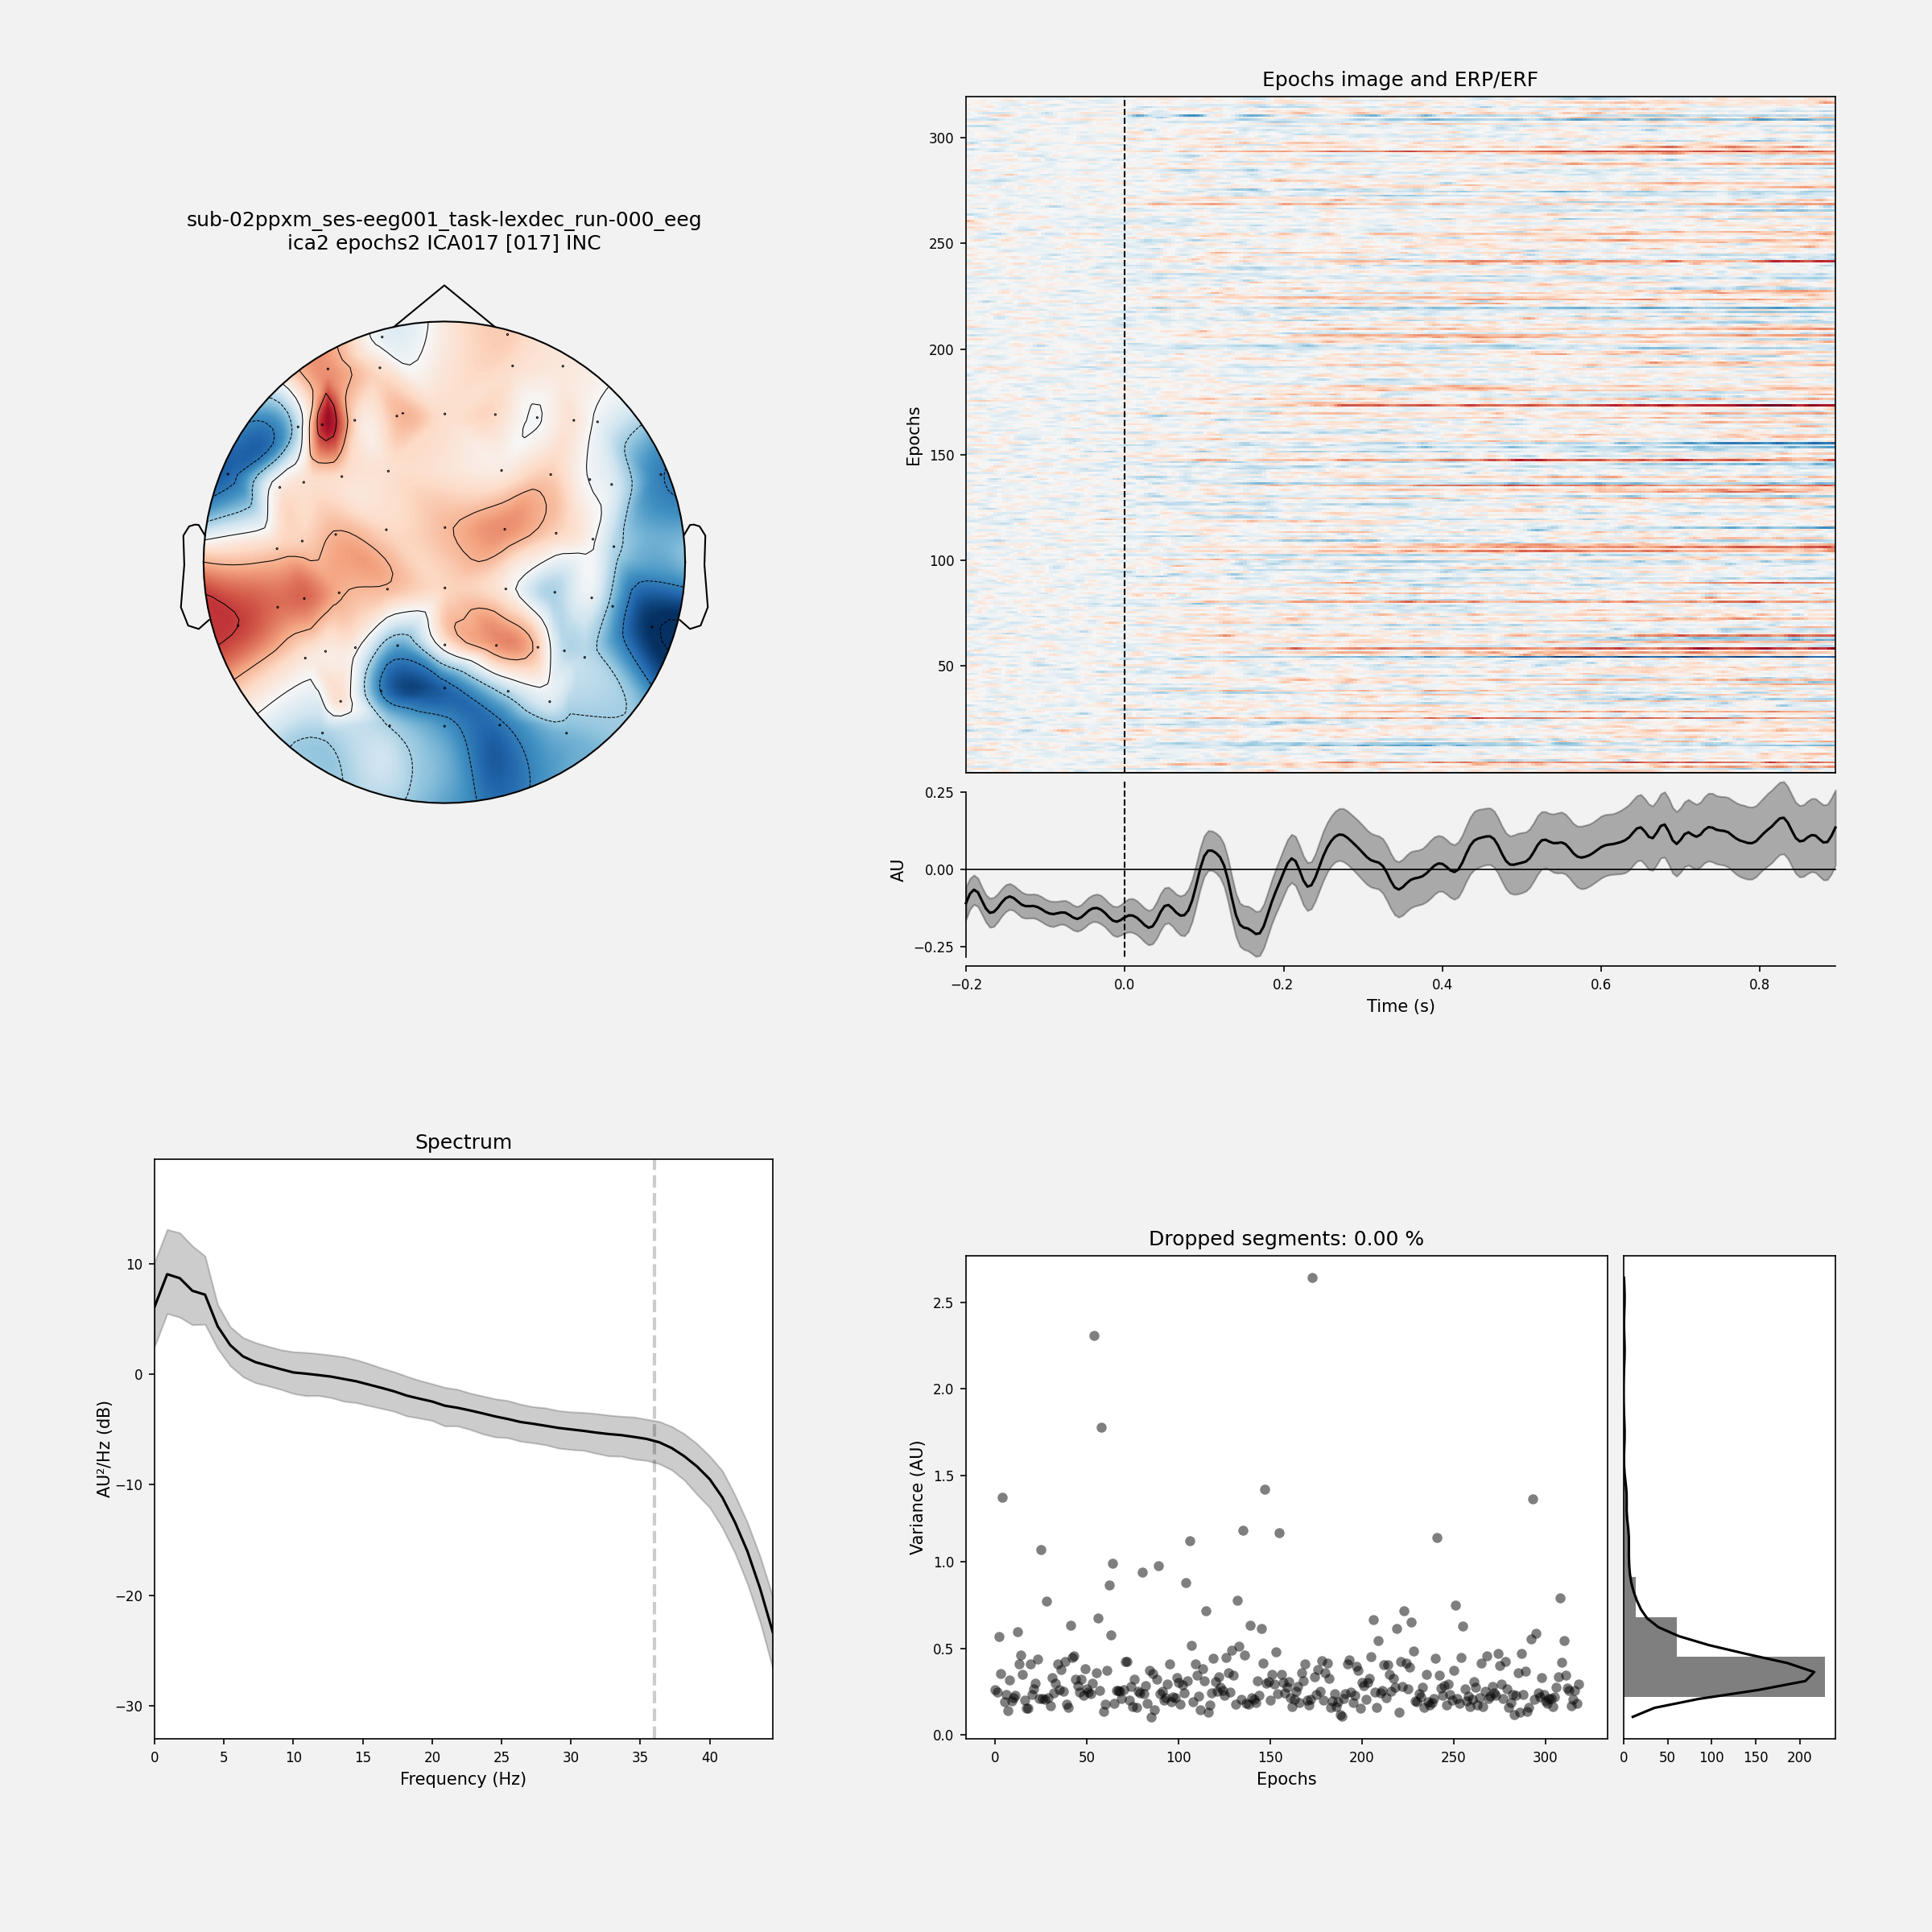 sub-02ppxm_ses-eeg001_task-lexdec_run-000_eeg
ica2 epochs2 ICA017 [017] INC
Epochs image and ERP/ERF
Epochs
300
250
200
150
100
50
AU
0.25
0.00
−0.25
−0.2 0.0 0.2 0.4 0.6 0.8
Time (s)
Spectrum
AU²/Hz (dB)
10
0
−10
−20
−30
0 5 10 15 20 25 30 35 40
Frequency (Hz)
Dropped segments: 0.00 %
Variance (AU)
2.5
2.0
1.5
1.0
0.5
0.0
0 50 100 150 200 250 300
Epochs
0 50 100 150 200